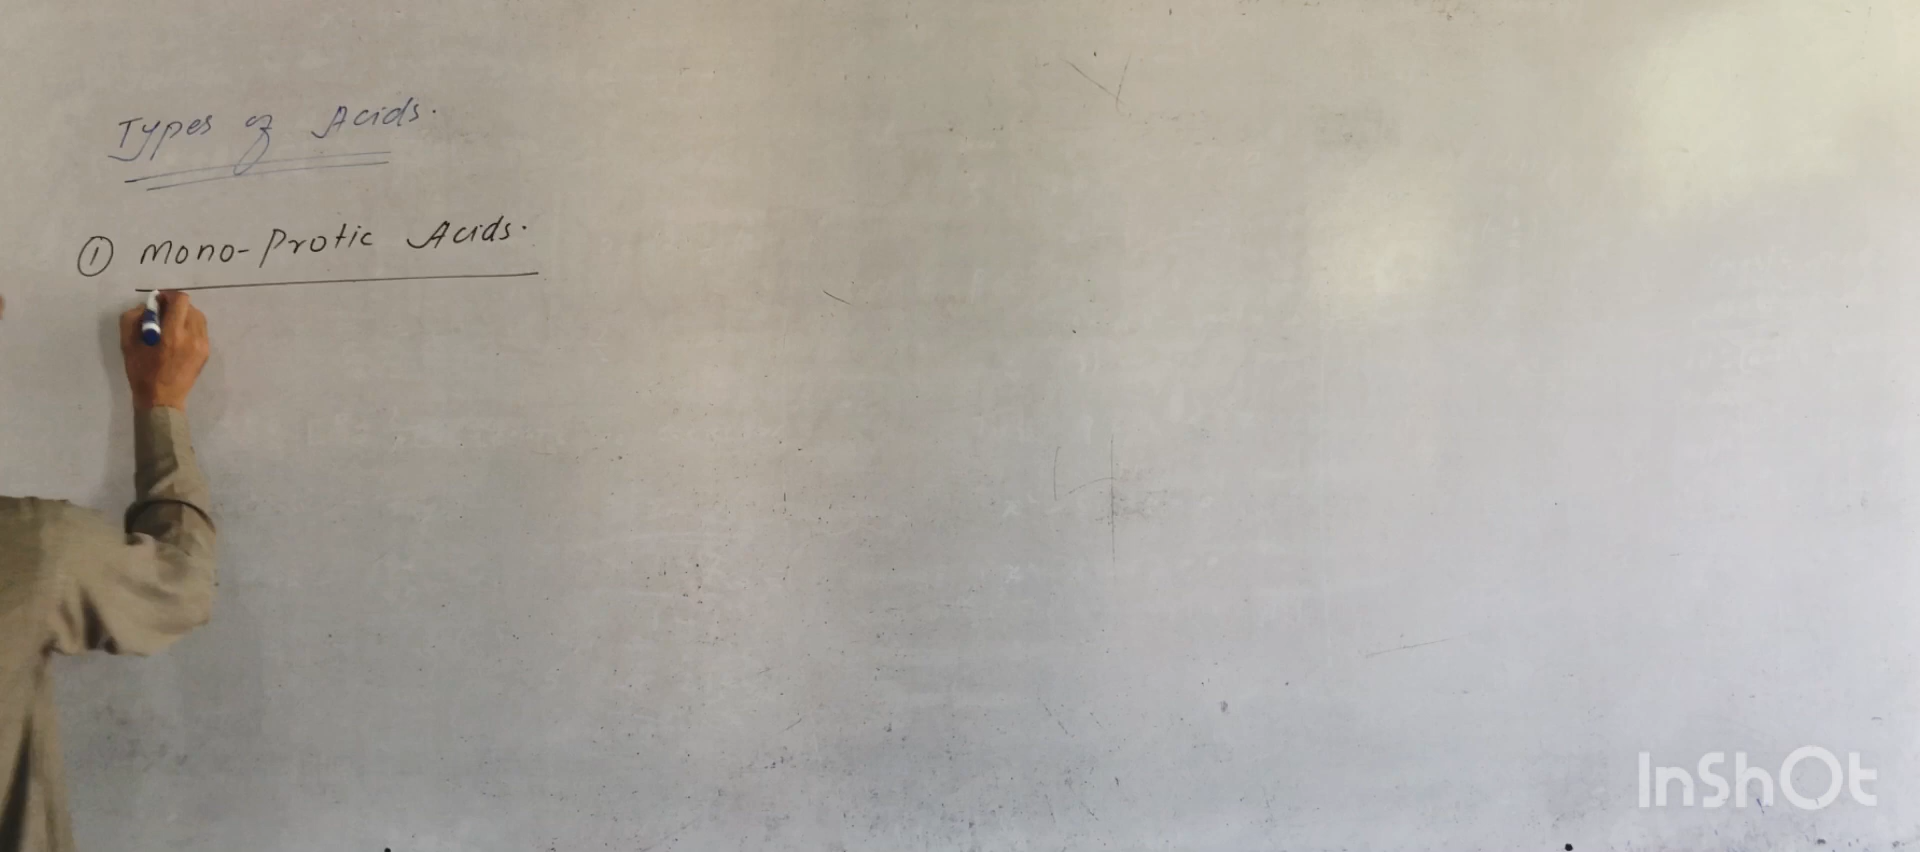 Types of Acids.
① Mono-Protic Acids.
InShOt